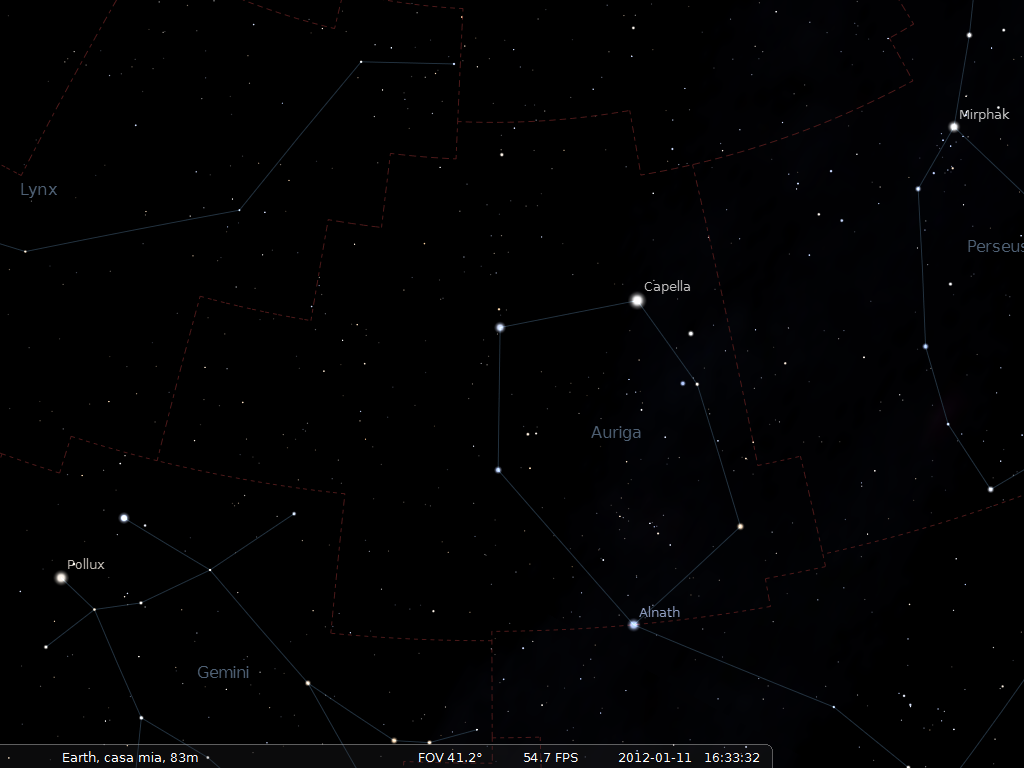 Mirphak
Lynx
Perseus
Capella
Auriga
Pollux
Alnath
Gemini
Earth, casa mia, 83m FOV 41.2° 54.7 FPS 2012-01-11 16:33:32